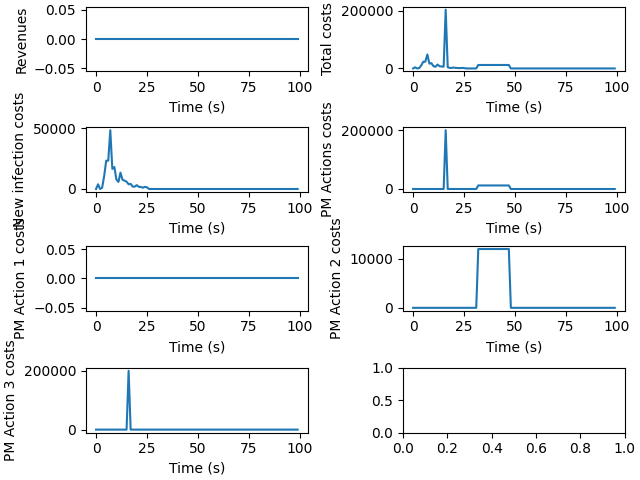 Revenues
0.05
0.00
−0.05
0 25 50 75 100
Time (s)
Total costs
200000
0
0 25 50 75 100
Time (s)
New infection costs
50000
0
0 25 50 75 100
Time (s)
PM Actions costs
200000
0
0 25 50 75 100
Time (s)
PM Action 1 costs
0.05
0.00
−0.05
0 25 50 75 100
Time (s)
PM Action 2 costs
10000
0
0 25 50 75 100
Time (s)
PM Action 3 costs
200000
0
0 25 50 75 100
Time (s)
1.0
0.5
0.0
0.0 0.2 0.4 0.6 0.8 1.0